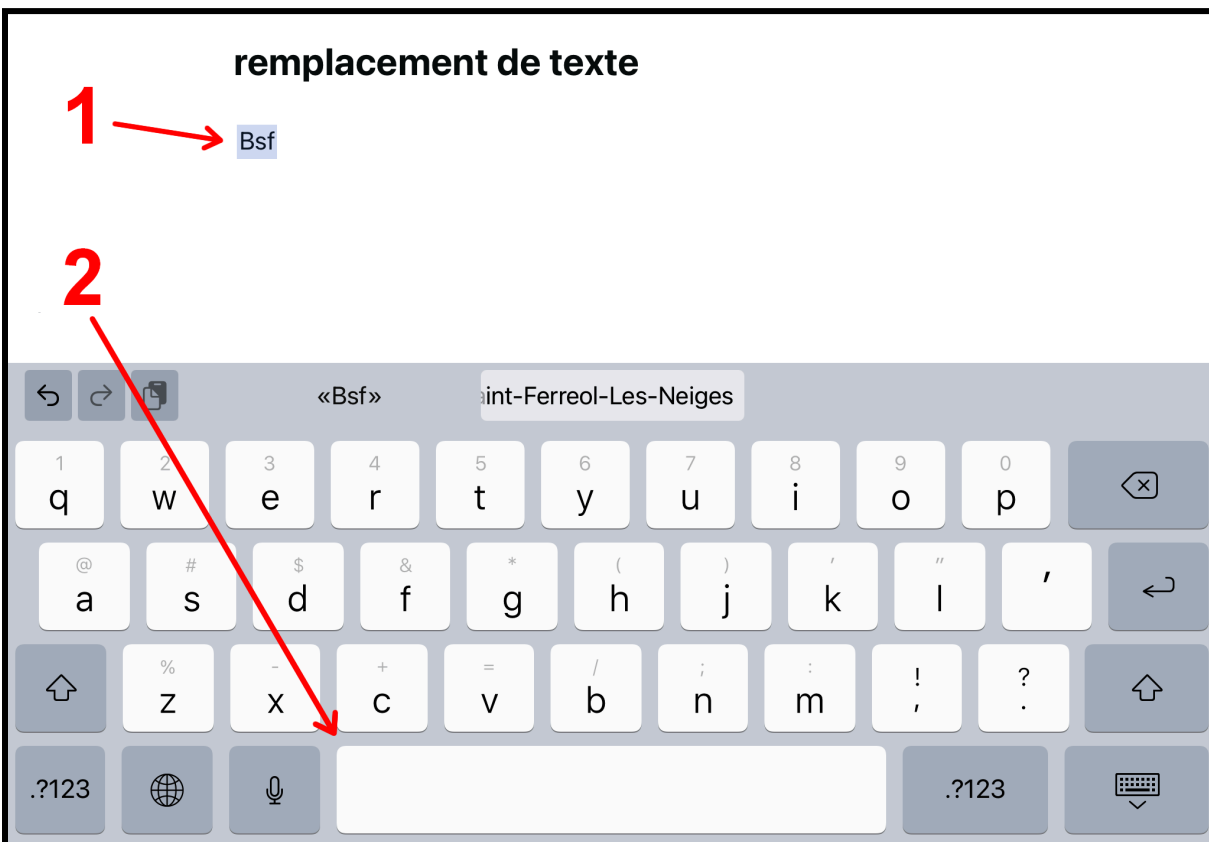 remplacement de texte
1
Bsf
2
«Bsf» aint-Ferreol-Les-Neiges
1 2 3 4 5 6 7 8 9 0
q w e r t y u i o p
@ # $ & * ( ) ' "
a s d f g h j k l '
% - + = / ; : ! ?
z x c v b n m , .
.?123 .?123